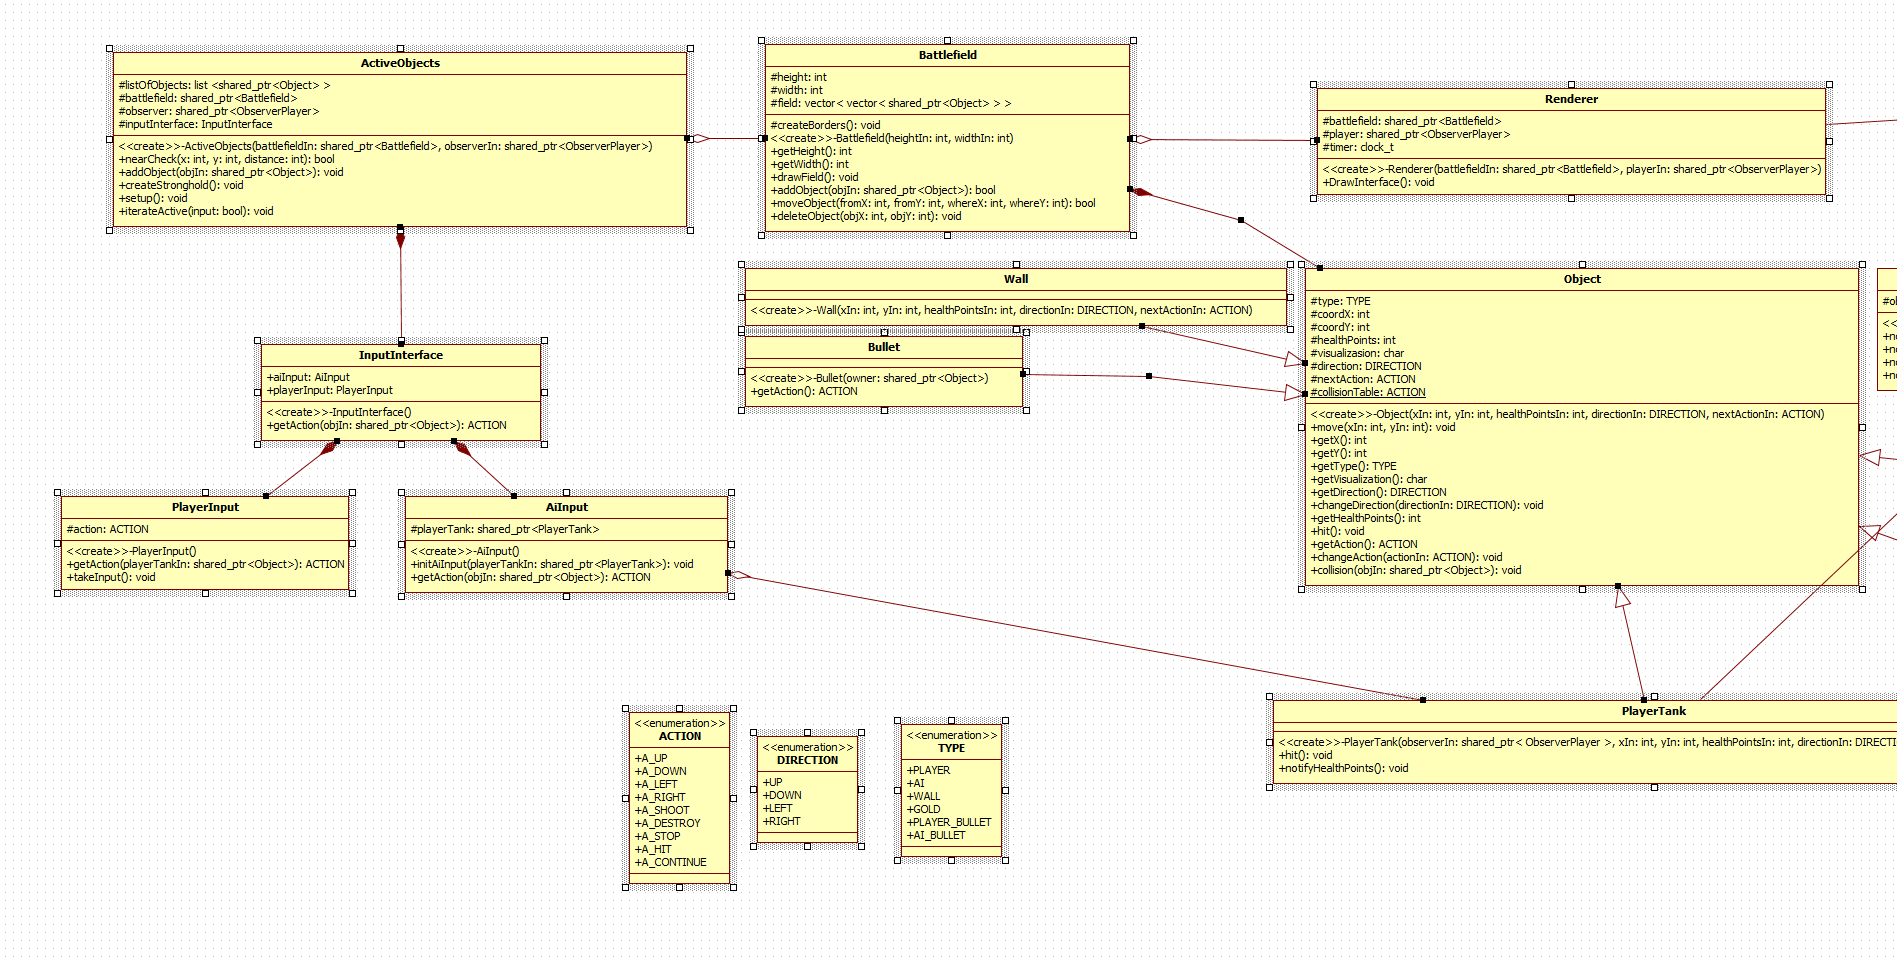 ActiveObjects
#listOfObjects: list <shared_ptr<Object> >
#battlefield: shared_ptr<Battlefield>
#observer: shared_ptr<ObserverPlayer>
#inputInterface: InputInterface
<<create>>-ActiveObjects(battlefieldIn: shared_ptr<Battlefield>, observerIn: shared_ptr<ObserverPlayer>)
+nearCheck(x: int, y: int, distance: int): bool
+addObject(objIn: shared_ptr<Object>): void
+createStronghold(): void
+setup(): void
+iterateActive(input: bool): void
Battlefield
#height: int
#width: int
#field: vector< vector< shared_ptr<Object> > >
#createBorders(): void
<<create>>-Battlefield(heightIn: int, widthIn: int)
+getHeight(): int
+getWidth(): int
+drawField(): void
+addObject(objIn: shared_ptr<Object>): bool
+moveObject(fromX: int, fromY: int, whereX: int, whereY: int): bool
+deleteObject(objX: int, objY: int): void
Renderer
#battlefield: shared_ptr<Battlefield>
#player: shared_ptr<ObserverPlayer>
#timer: clock_t
<<create>>-Renderer(battlefieldIn: shared_ptr<Battlefield>, playerIn: shared_ptr<ObserverPlayer>)
+DrawInterface(): void
Wall
<<create>>-Wall(xIn: int, yIn: int, healthPointsIn: int, directionIn: DIRECTION, nextActionIn: ACTION)
Bullet
<<create>>-Bullet(owner: shared_ptr<Object>)
+getAction(): ACTION
Object
#type: TYPE
#coordX: int
#coordY: int
#healthPoints: int
#visualizasion: char
#direction: DIRECTION
#nextAction: ACTION
#collisionTable: ACTION
<<create>>-Object(xIn: int, yIn: int, healthPointsIn: int, directionIn: DIRECTION, nextActionIn: ACTION)
+move(xIn: int, yIn: int): void
+getX(): int
+getY(): int
+getType(): TYPE
+getVisualization(): char
+getDirection(): DIRECTION
+changeDirection(directionIn: DIRECTION): void
+getHealthPoints(): int
+hit(): void
+getAction(): ACTION
+changeAction(actionIn: ACTION): void
+collision(objIn: shared_ptr<Object>): void
InputInterface
+aiInput: AiInput
+playerInput: PlayerInput
<<create>>-InputInterface()
+getAction(objIn: shared_ptr<Object>): ACTION
PlayerInput
#action: ACTION
<<create>>-PlayerInput()
+getAction(playerTankIn: shared_ptr<Object>): ACTION
+takeInput(): void
AiInput
#playerTank: shared_ptr<PlayerTank>
<<create>>-AiInput()
+initAiInput(playerTankIn: shared_ptr<PlayerTank>): void
+getAction(objIn: shared_ptr<Object>): ACTION
<<enumeration>>
ACTION
+A_UP
+A_DOWN
+A_LEFT
+A_RIGHT
+A_SHOOT
+A_DESTROY
+A_STOP
+A_HIT
+A_CONTINUE
<<enumeration>>
DIRECTION
+UP
+DOWN
+LEFT
+RIGHT
<<enumeration>>
TYPE
+PLAYER
+AI
+WALL
+GOLD
+PLAYER_BULLET
+AI_BULLET
PlayerTank
<<create>>-PlayerTank(observerIn: shared_ptr< ObserverPlayer >, xIn: int, yIn: int, healthPointsIn: int, directionIn:
+hit(): void
+notifyHealthPoints(): void